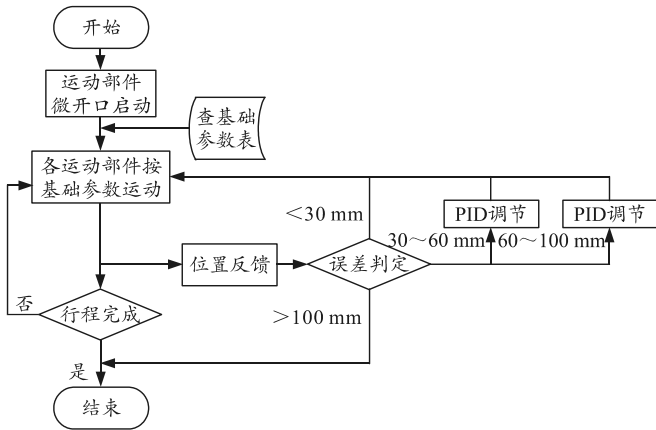 开始
运动部件
微开口启动
查基础
参数表
各运动部件按
基础参数运动
<30 mm
PID调节
PID调节
30～60 mm
60～100 mm
位置反馈
误差判定
否
行程完成
>100 mm
是
结束